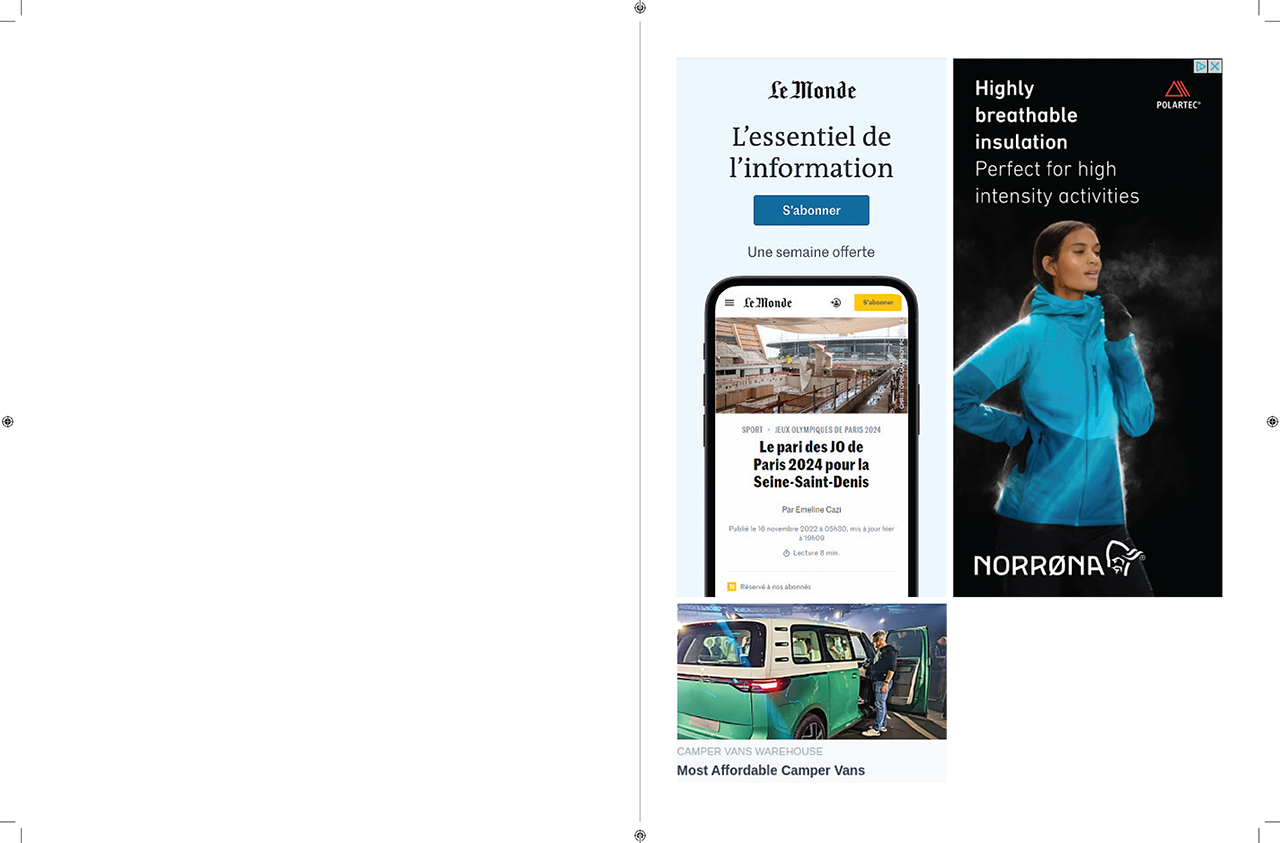 Le Monde
L’essentiel de
l’information
S’abonner
Une semaine offerte
Le Monde
S’abonner
SPORT • JEUX OLYMPIQUES DE PARIS 2024
Le pari des JO de
Paris 2024 pour la
Seine-Saint-Denis
Par Emeline Cazi
Publié le 16 novembre 2022 à 05h30, mis à jour hier
à 19h09
Lecture 8 min.
Réservé à nos abonnés
Highly
breathable
insulation
Perfect for high
intensity activities
POLARTEC®
NORRØNA®
CAMPER VANS WAREHOUSE
Most Affordable Camper Vans